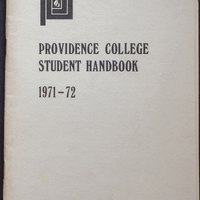 PROVIDENCE COLLEGE
STUDENT HANDBOOK
1971-72